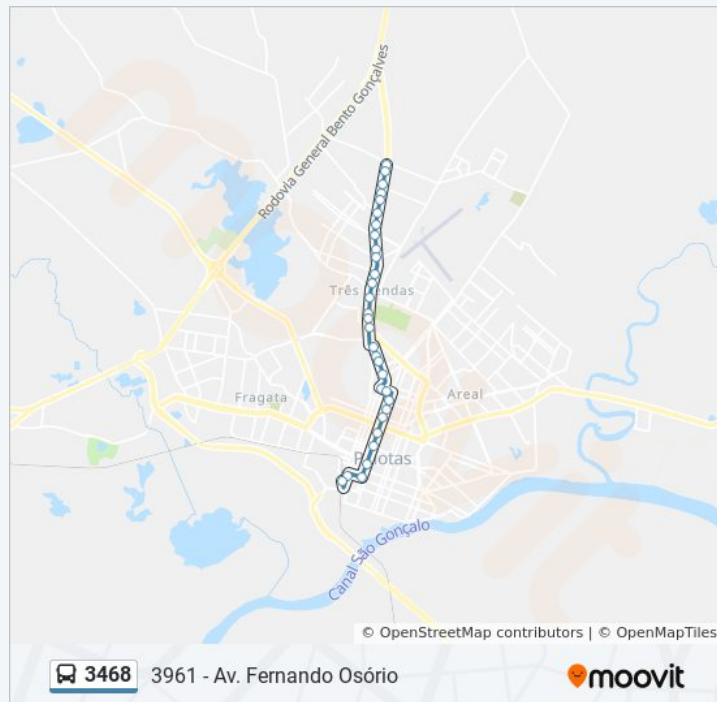 Rodovia General Bento Gonçalves
Três Vendas
Fragata
Areal
Pelotas
Canal São Gonçalo
© OpenStreetMap contributors | © OpenMapTiles
3468
3961 - Av. Fernando Osório
moovit